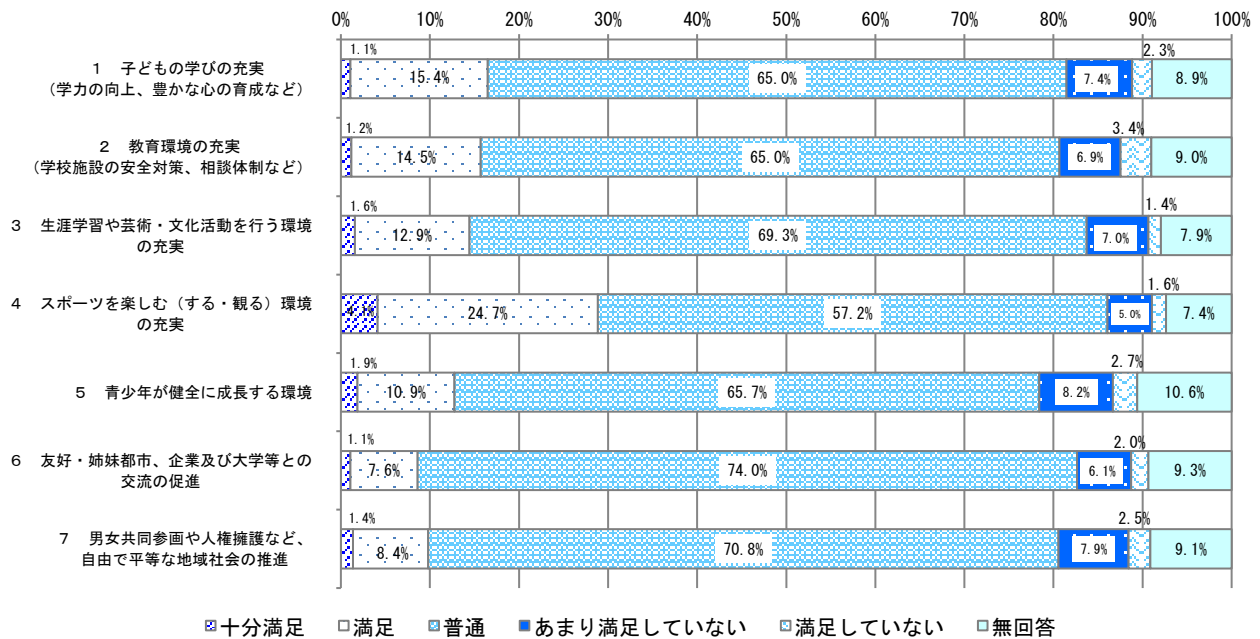 0% 10% 20% 30% 40% 50% 60% 70% 80% 90% 100%
1.1% 2.3%
1 子どもの学びの充実
(学力の向上、豊かな心の育成など)
15.4% 65.0% 7.4% 8.9%
1.2% 3.4%
2 教育環境の充実
(学校施設の安全対策、相談体制など)
14.5% 65.0% 6.9% 9.0%
1.6% 1.4%
3 生涯学習や芸術・文化活動を行う環境
の充実
12.9% 69.3% 7.0% 7.9%
1.6%
4 スポーツを楽しむ(する・観る)環境
の充実
4.1% 24.7% 57.2% 5.0% 7.4%
1.9% 2.7%
5 青少年が健全に成長する環境
10.9% 65.7% 8.2% 10.6%
1.1% 2.0%
6 友好・姉妹都市、企業及び大学等との
交流の促進
7.6% 74.0% 6.1% 9.3%
1.4% 2.5%
7 男女共同参画や人権擁護など、
自由で平等な地域社会の推進
8.4% 70.8% 7.9% 9.1%
十分満足 満足 普通 あまり満足していない 満足していない 無回答